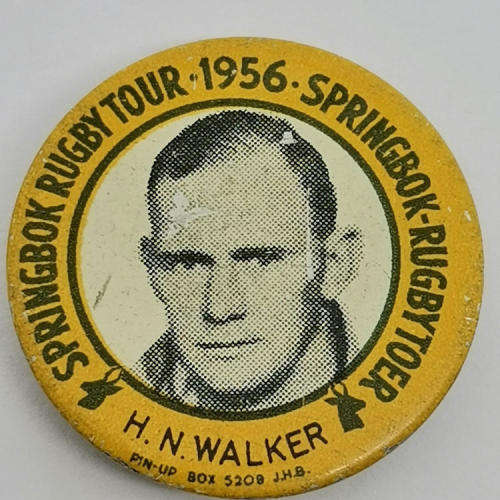 SPRINGBOK RUGBY TOUR · 1956 · SPRINGBOK-RUGBYTOER
H. N. WALKER
PIN-UP BOX 5209 J.H.B.